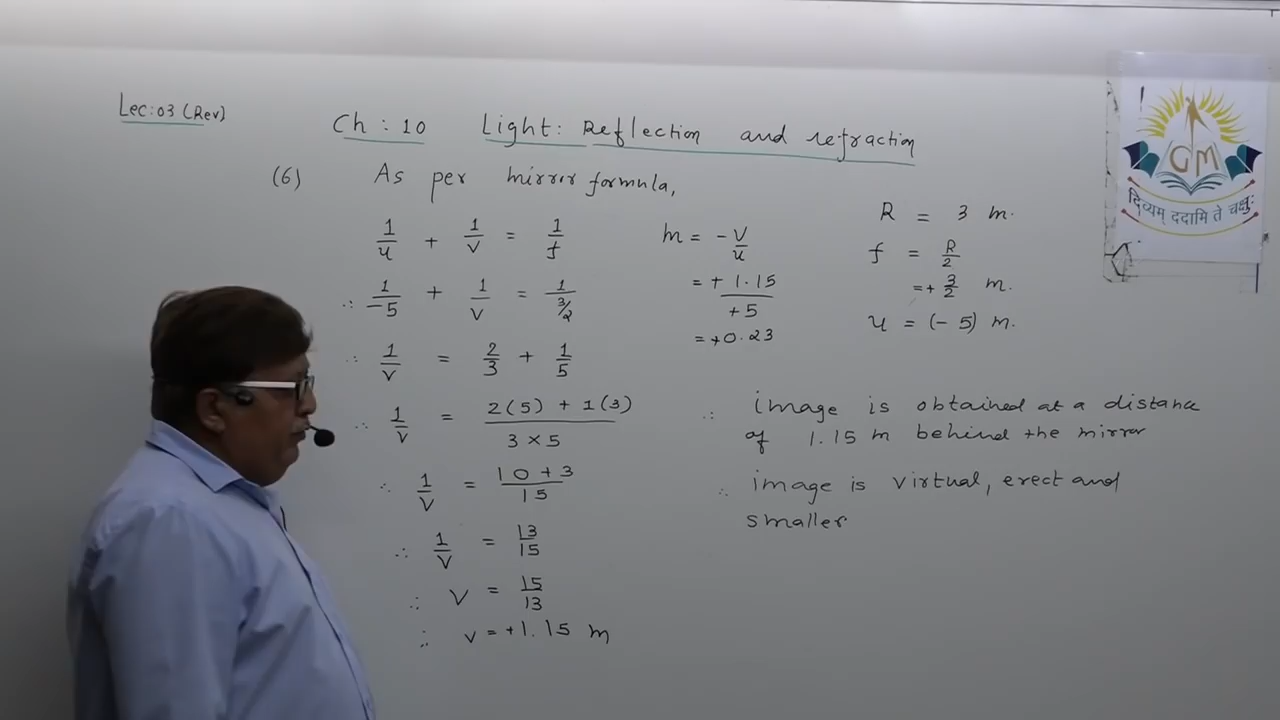 Lec:03 (Rev)
Ch : 10 Light: Reflection and refraction
(6) As per mirror formula,
1/u + 1/v = 1/f
∴ 1/-5 + 1/v = 1/(3/2)
∴ 1/v = 2/3 + 1/5
∴ 1/v = (2(5) + 1(3))/(3 × 5)
∴ 1/v = (10 + 3)/15
∴ 1/v = 13/15
∴ v = 15/13
∴ v = +1.15 m
m = -v/u
= +1.15/+5
= +0.23
R = 3 m.
f = R/2
= + 3/2 m.
u = (-5) m.
∴ image is obtained at a distance
of 1.15 m behind the mirror
∴ image is virtual, erect and
smaller
GM
दिव्यम् ददामि ते चक्षुः